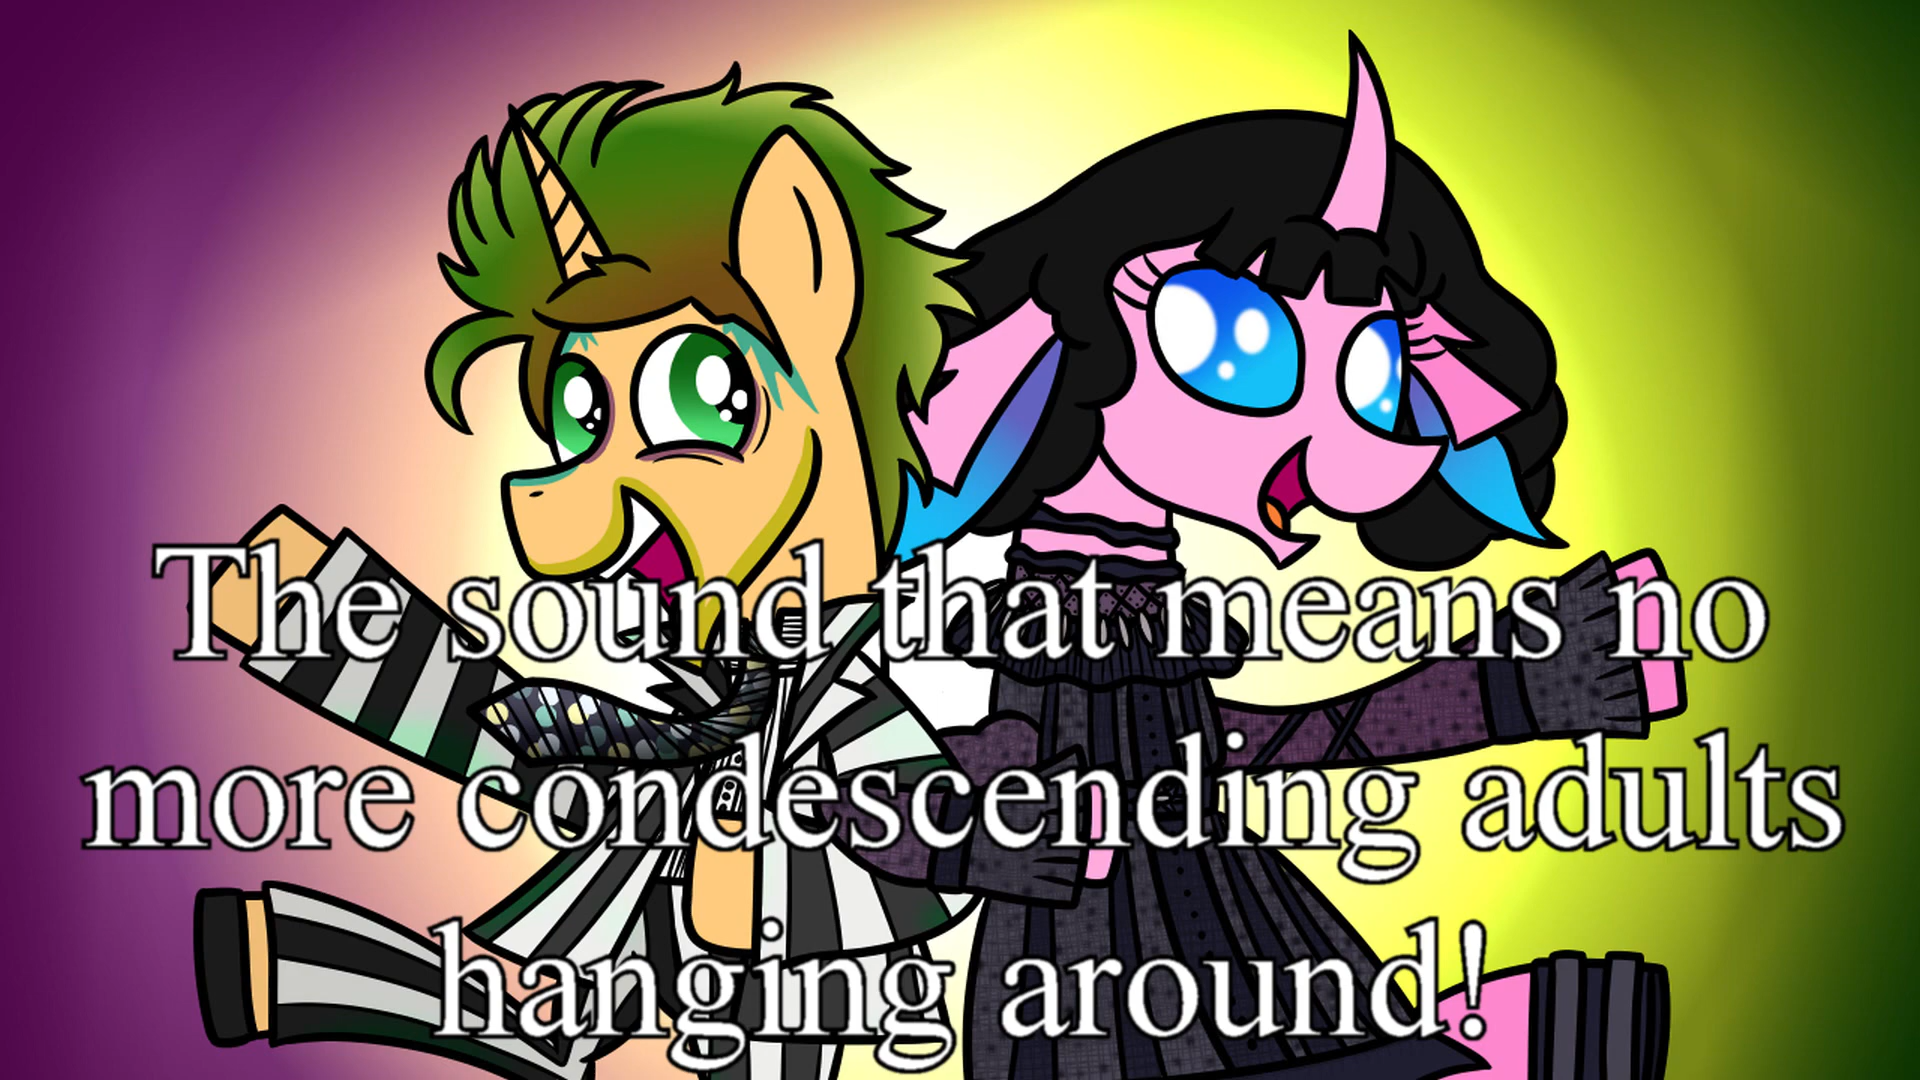 The sound that means no
more condescending adults
hanging around!